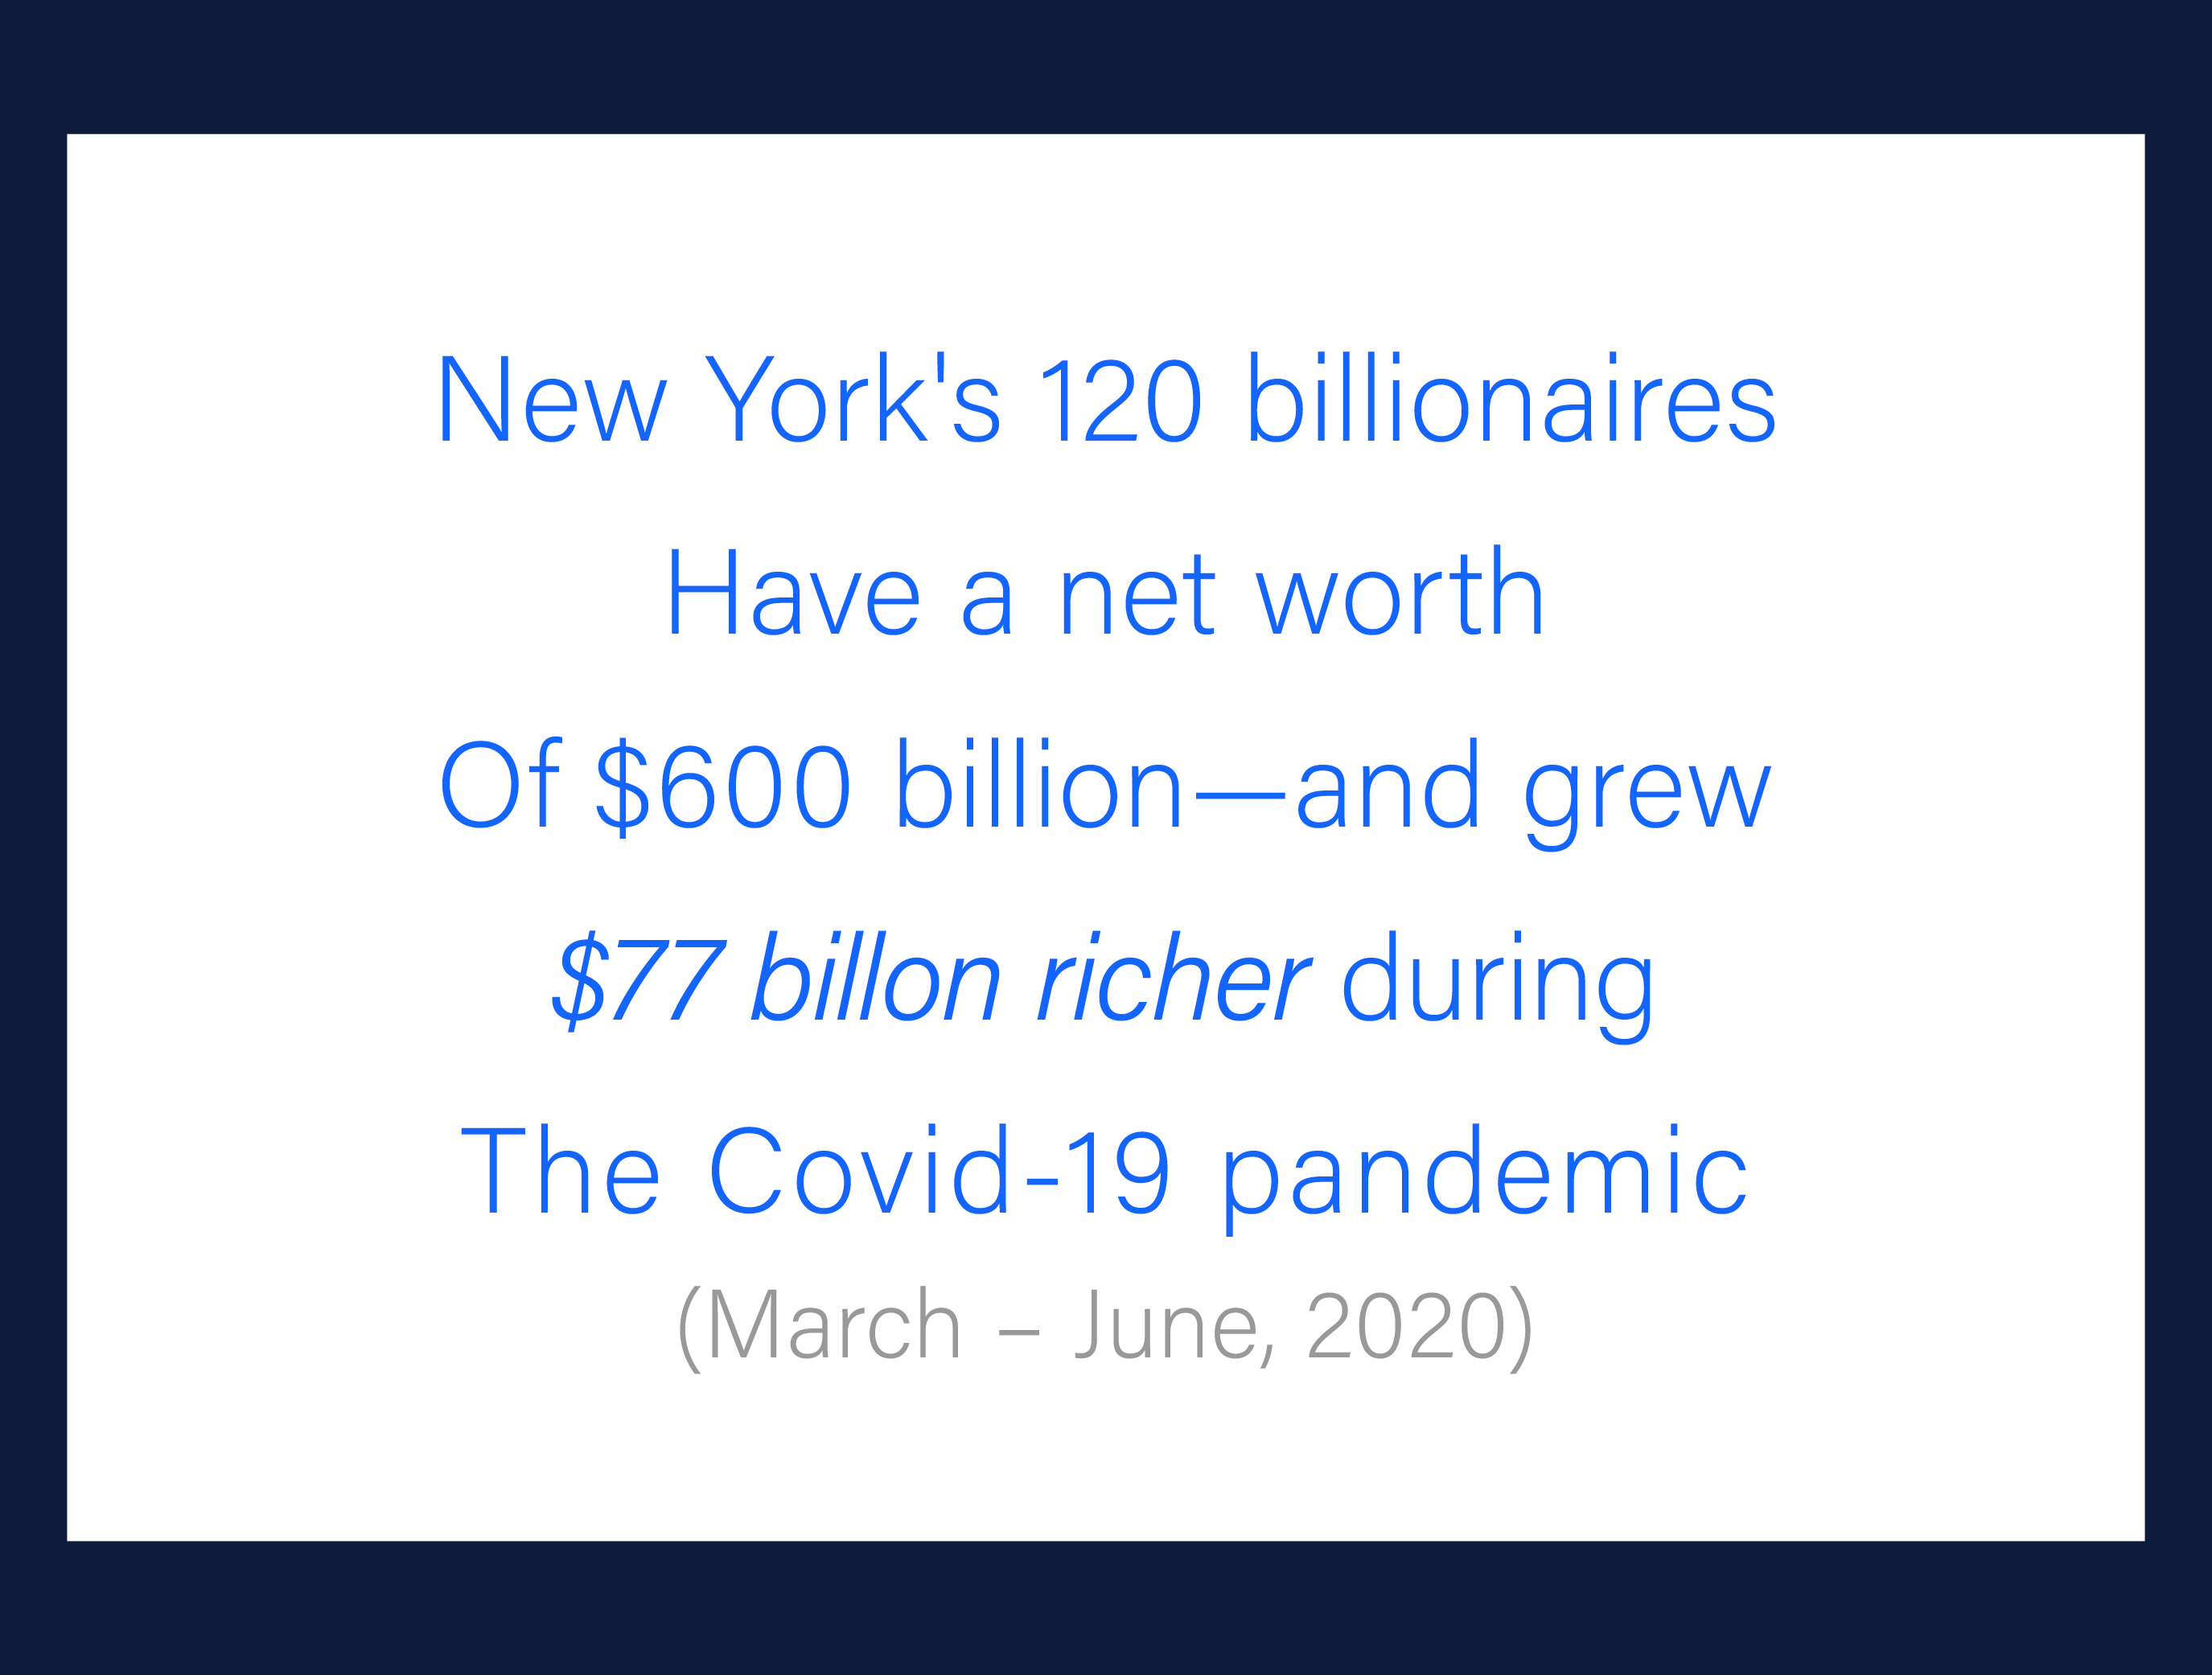 New York's 120 billionaires
Have a net worth
Of $600 billion—and grew
$77 billon richer during
The Covid-19 pandemic
(March – June, 2020)